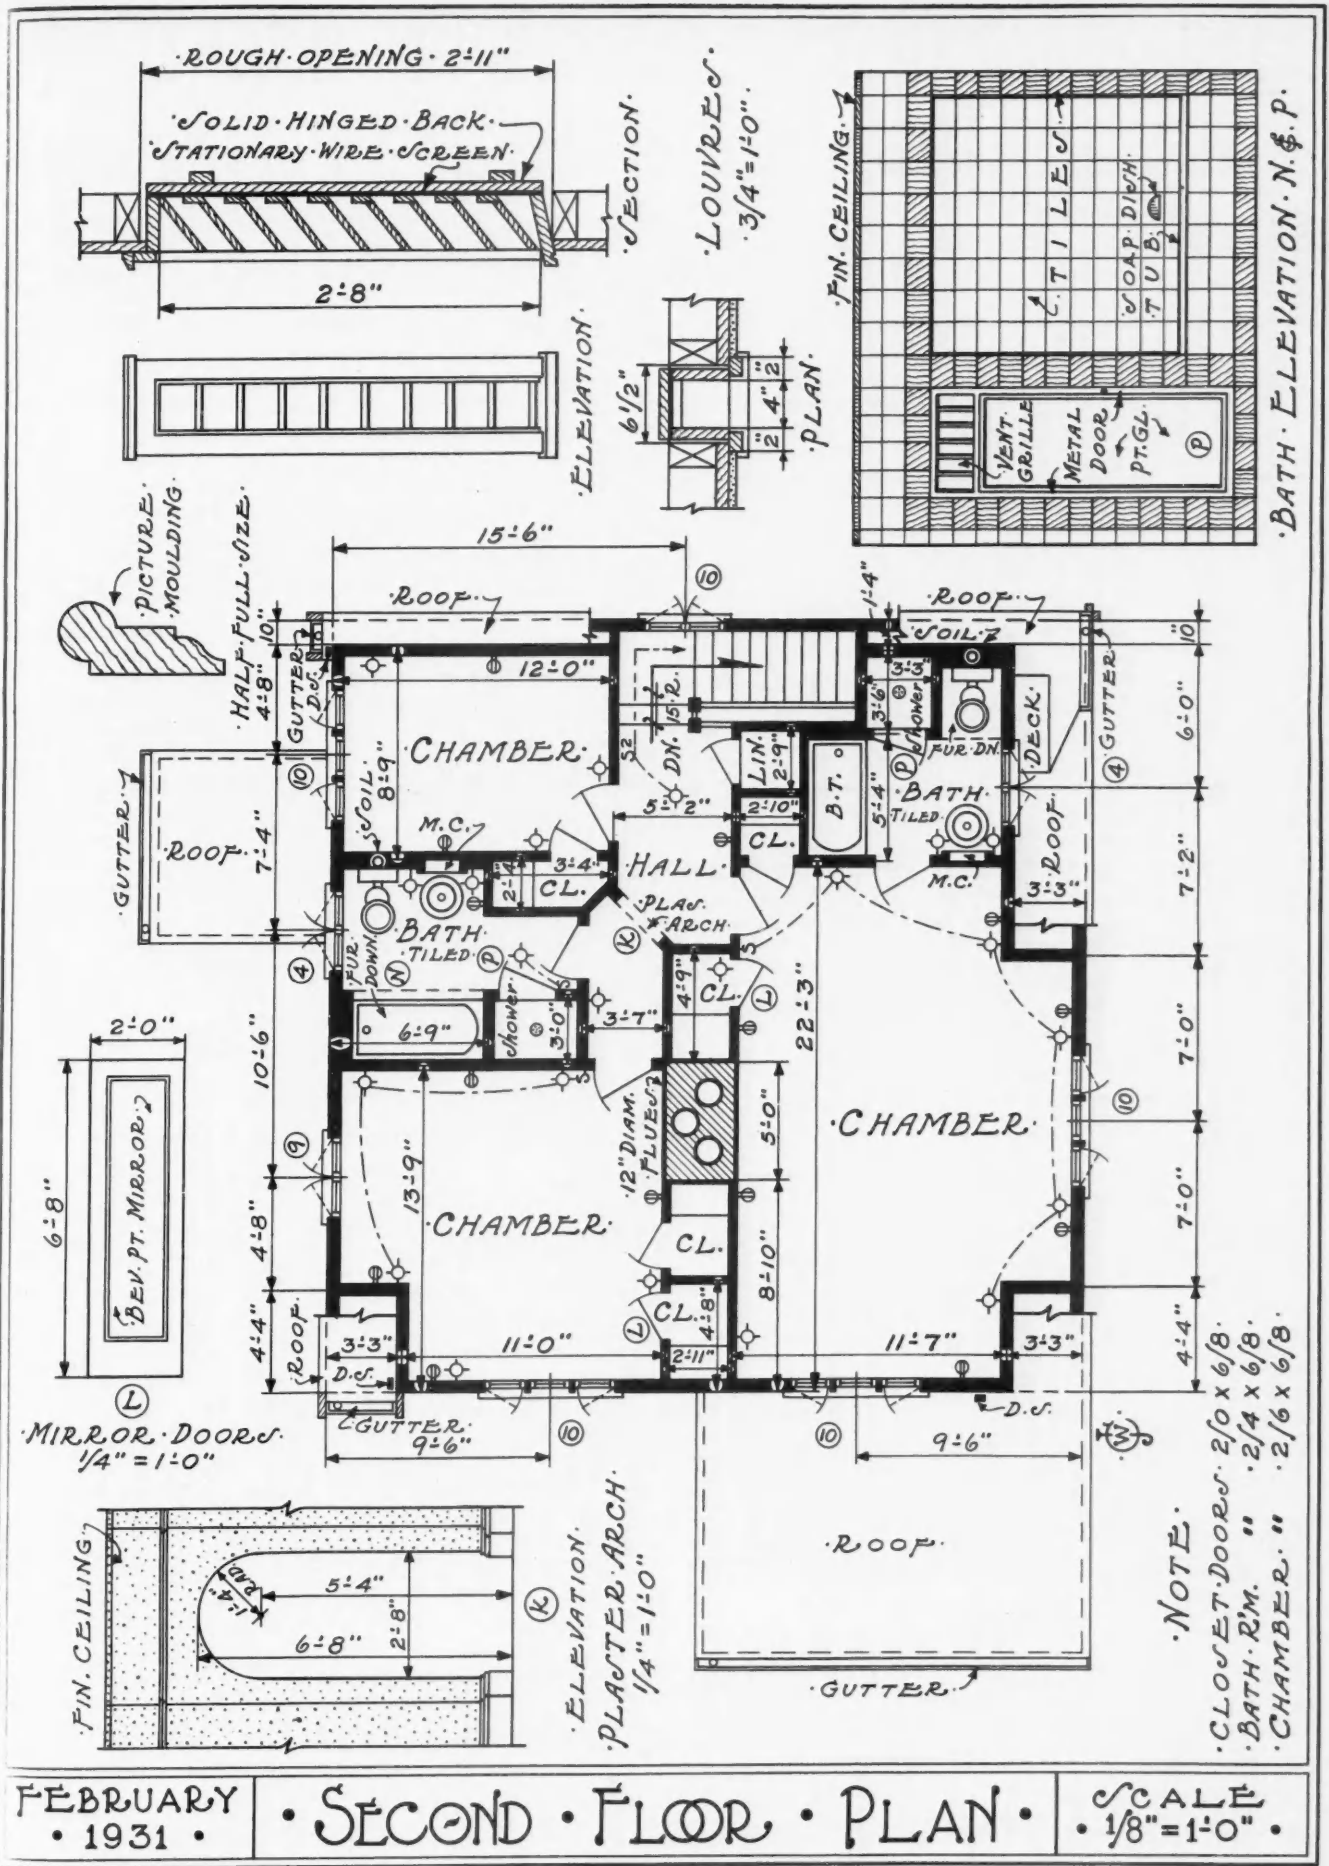 ·ROUGH·OPENING· 2'-11"
·SOLID·HINGED·BACK·
·STATIONARY·WIRE·SCREEN·
2'-8"
·SECTION·
·LOUVRES·
·3/4"=1'-0"·
·ELEVATION·
6 1/2"
2"
4"
2"
·PLAN·
·FIN. CEILING·
·TILES·
·SOAP·DISH·
·TUB·
VENT
GRILLE
METAL
DOOR
PT.GL.
P
·BATH·ELEVATION·N.&P.
·PICTURE·
MOULDING·
·HALF·FULL·SIZE·
15'-6"
10
·ROOF·
1'-4"
·ROOF·
·SOIL·
10"
10"
GUTTER
D.S.
4'-8"
12'-0"
15·R.
3'-3"
3'-6"
Shower
FUR·DN.
DECK
GUTTER
4
6'-0"
·CHAMBER·
8'-9"
·SOIL·
10
S2
DN.
LIN.
2'-9"
B.T.
5'-4"
P
·BATH·
TILED·
GUTTER·
·ROOF·
7'-4"
M.C.
5'-2"
2'-10"
CL.
·ROOF·
7'-2"
2'-4"
3'-4"
CL.
·HALL·
M.C.
3'-3"
·PLAS·
ARCH·
K
·BATH·
TILED·
P
FUR
DOWN·
N
4
S
4'-9"
CL.
L
22'-3"
S
6'-9"
Shower
3'-0"
3'-7"
7'-0"
2'-0"
10'-6"
S
6'-8"
BEV. PT. MIRROR·
9
13'-9"
12" DIAM.
FLUES·
5'-0"
·CHAMBER·
10
·CHAMBER·
CL.
7'-0"
4'-8"
8'-10"
L
CL.
4'-8"
4'-4"
ROOF·
3'-3"
11'-0"
2'-11"
11'-7"
3'-3"
4'-4"
D.S.
·D.S.
L
·MIRROR·DOORS·
1/4"=1'-0"
·GUTTER·
9'-6"
10
10
9'-6"
W
S
·ROOF·
·GUTTER·
FIN. CEILING·
1'-4"
RAD
5'-4"
6'-8"
2'-8"
K
·ELEVATION·
·PLASTER·ARCH·
1/4"=1'-0"
·NOTE·
·CLOSET·DOORS· 2/0 x 6/8·
·BATH·R'M. " ·2/4 x 6/8·
·CHAMBER· " ·2/6 x 6/8·
FEBRUARY
·1931·
·SECOND·FLOOR·PLAN·
SCALE
·1/8"=1'-0"·